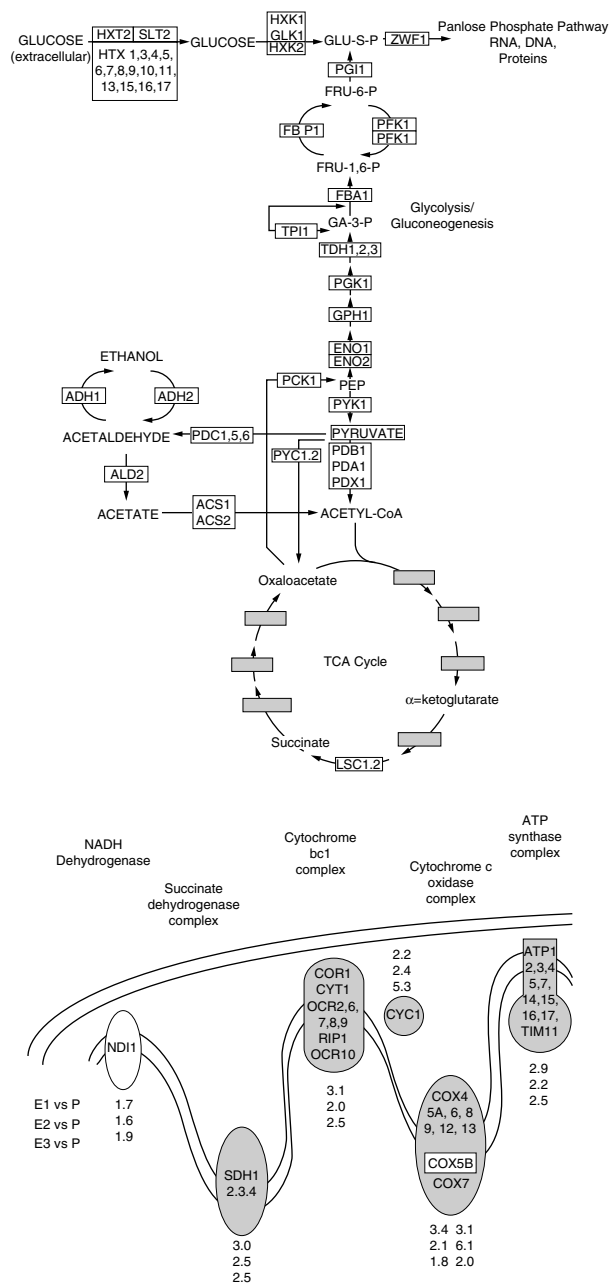 HXT2 SLT2
GLUCOSE
(extracellular)
HTX 1,3,4,5,
6,7,8,9,10,11,
13,15,16,17
GLUCOSE
HXK1
GLK1
HXK2
GLU-S-P
ZWF1
Panlose Phosphate Pathway
RNA, DNA,
Proteins
PGI1
FRU-6-P
FB P1
PFK1
PFK1
FRU-1,6-P
FBA1
Glycolysis/
Gluconeogenesis
GA-3-P
TPI1
TDH1,2,3
PGK1
GPH1
ENO1
ENO2
ETHANOL
PCK1
PEP
ADH1
ADH2
PYK1
ACETALDEHYDE
PDC1,5,6
PYRUVATE
PYC1.2
PDB1
PDA1
PDX1
ALD2
ACETATE
ACS1
ACS2
ACETYL-CoA
Oxaloacetate
TCA Cycle
α=ketoglutarate
Succinate
LSC1.2
NADH
Dehydrogenase
Succinate
dehydrogenase
complex
Cytochrome
bc1
complex
Cytochrome c
oxidase
complex
ATP
synthase
complex
NDI1
COR1
CYT1
OCR2,6,
7,8,9
RIP1
OCR10
2.2
2.4
5.3
CYC1
ATP1
2,3,4
5,7,
14,15,
16,17,
TIM11
E1 vs P
E2 vs P
E3 vs P
1.7
1.6
1.9
3.1
2.0
2.5
2.9
2.2
2.5
SDH1
2.3.4
COX4
5A, 6, 8
9, 12, 13
COX5B
COX7
3.0
2.5
2.5
3.4 3.1
2.1 6.1
1.8 2.0